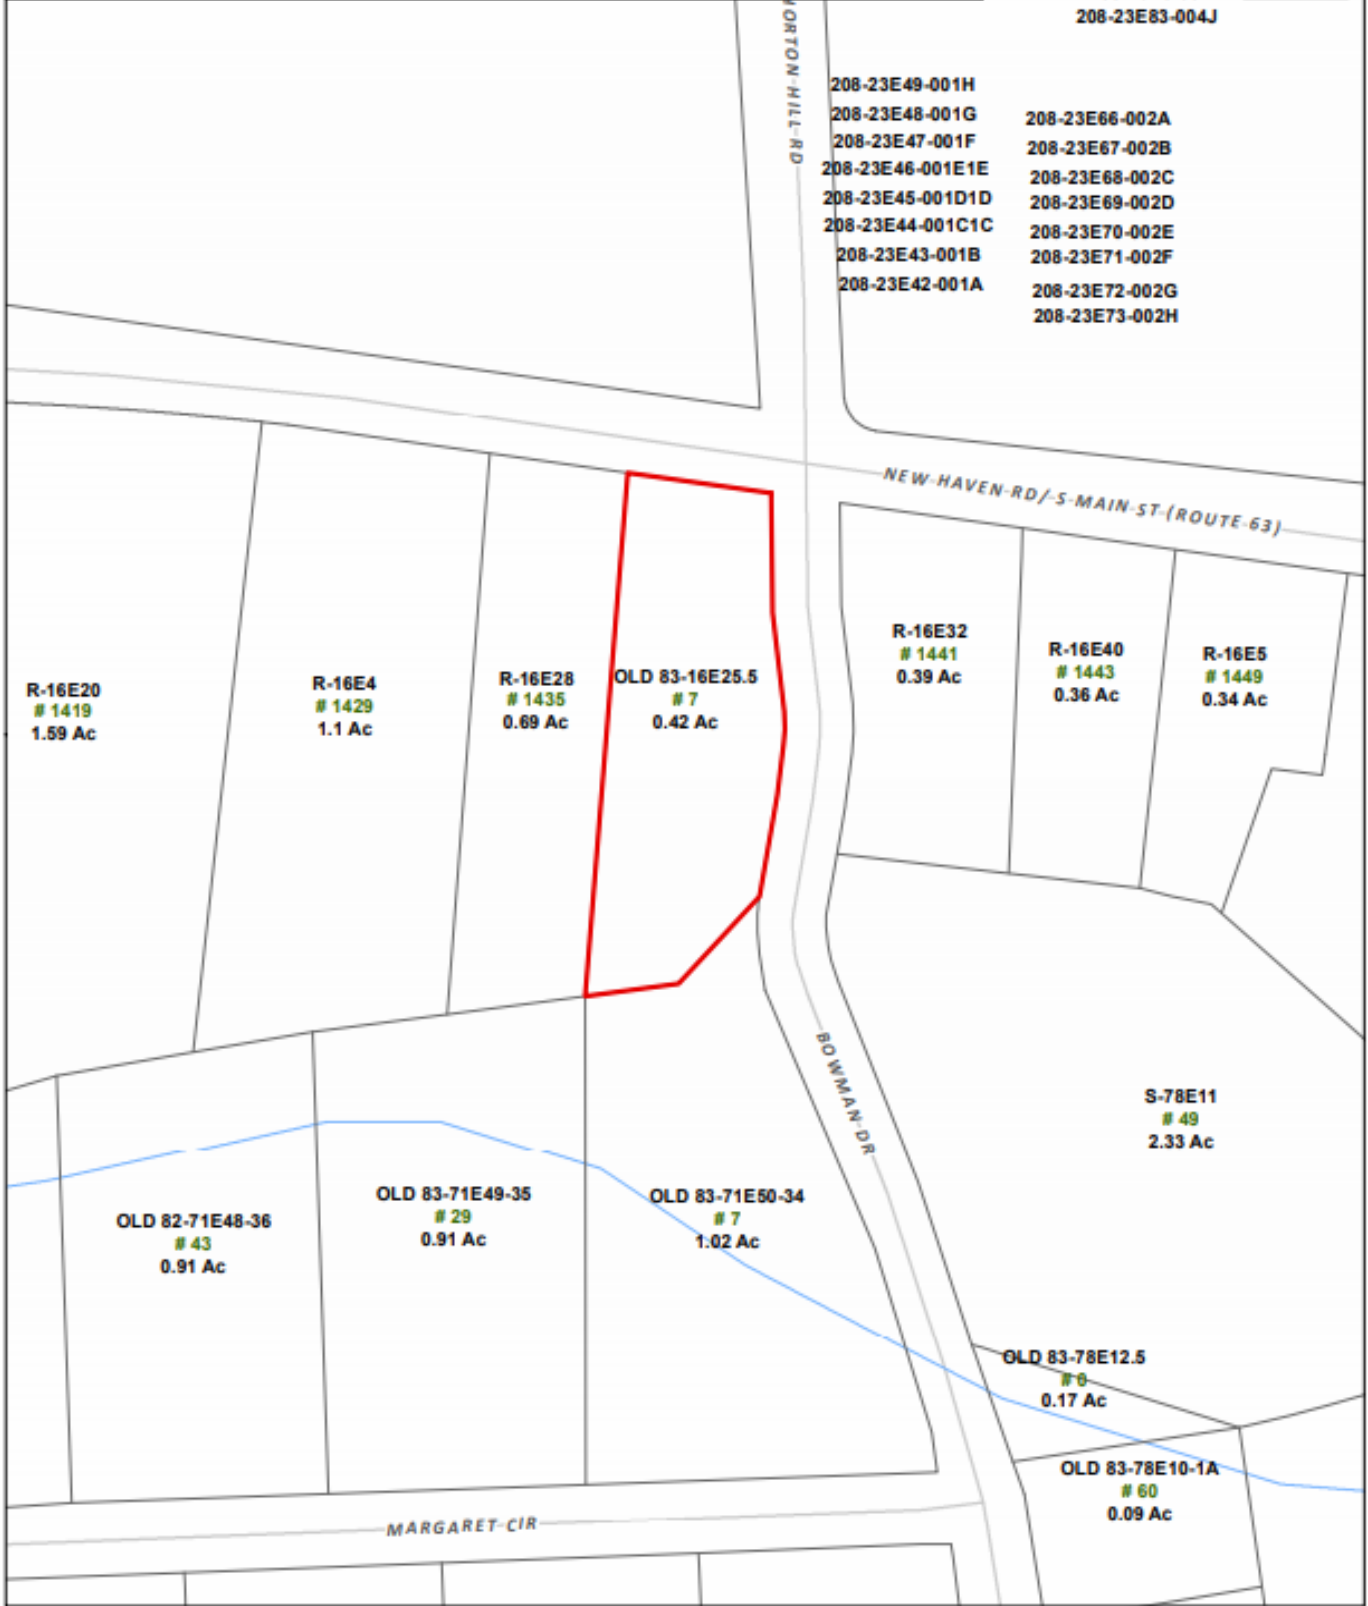 208-23E83-004J
HORTON-HILL-RD
208-23E49-001H
208-23E48-001G
208-23E47-001F
208-23E46-001E1E
208-23E45-001D1D
208-23E44-001C1C
208-23E43-001B
208-23E42-001A
208-23E66-002A
208-23E67-002B
208-23E68-002C
208-23E69-002D
208-23E70-002E
208-23E71-002F
208-23E72-002G
208-23E73-002H
NEW-HAVEN-RD/-S-MAIN-ST-(ROUTE-63)
R-16E20
# 1419
1.59 Ac
R-16E4
# 1429
1.1 Ac
R-16E28
# 1435
0.69 Ac
OLD 83-16E25.5
# 7
0.42 Ac
R-16E32
# 1441
0.39 Ac
R-16E40
# 1443
0.36 Ac
R-16E5
# 1449
0.34 Ac
BOWMAN-DR
S-78E11
# 49
2.33 Ac
OLD 82-71E48-36
# 43
0.91 Ac
OLD 83-71E49-35
# 29
0.91 Ac
OLD 83-71E50-34
# 7
1.02 Ac
OLD 83-78E12.5
# 0
0.17 Ac
OLD 83-78E10-1A
# 60
0.09 Ac
MARGARET-CIR